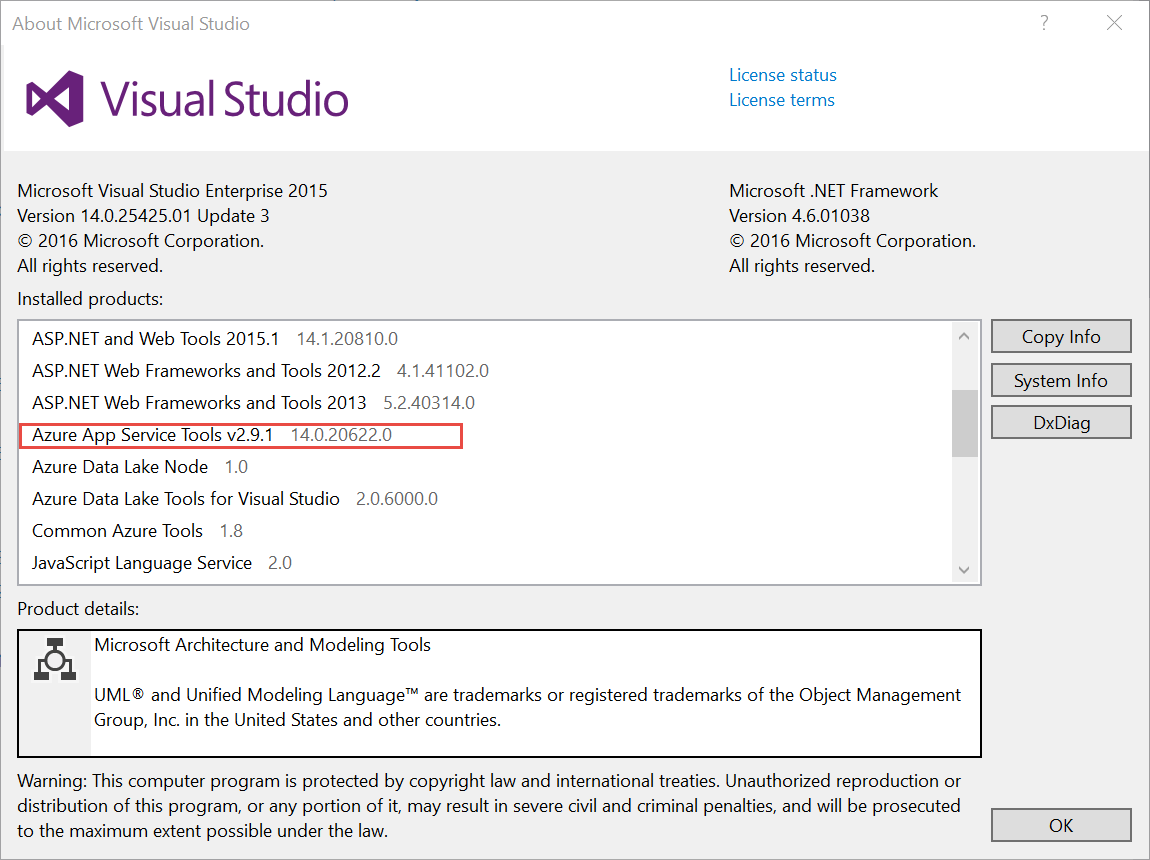 About Microsoft Visual Studio
?
Visual Studio
License status
License terms
Microsoft Visual Studio Enterprise 2015
Version 14.0.25425.01 Update 3
© 2016 Microsoft Corporation.
All rights reserved.
Microsoft .NET Framework
Version 4.6.01038
© 2016 Microsoft Corporation.
All rights reserved.
Installed products:
ASP.NET and Web Tools 2015.1 14.1.20810.0
ASP.NET Web Frameworks and Tools 2012.2 4.1.41102.0
ASP.NET Web Frameworks and Tools 2013 5.2.40314.0
Azure App Service Tools v2.9.1 14.0.20622.0
Azure Data Lake Node 1.0
Azure Data Lake Tools for Visual Studio 2.0.6000.0
Common Azure Tools 1.8
JavaScript Language Service 2.0
Copy Info
System Info
DxDiag
Product details:
Microsoft Architecture and Modeling Tools
UML® and Unified Modeling Language™ are trademarks or registered trademarks of the Object Management
Group, Inc. in the United States and other countries.
Warning: This computer program is protected by copyright law and international treaties. Unauthorized reproduction or
distribution of this program, or any portion of it, may result in severe civil and criminal penalties, and will be prosecuted
to the maximum extent possible under the law.
OK